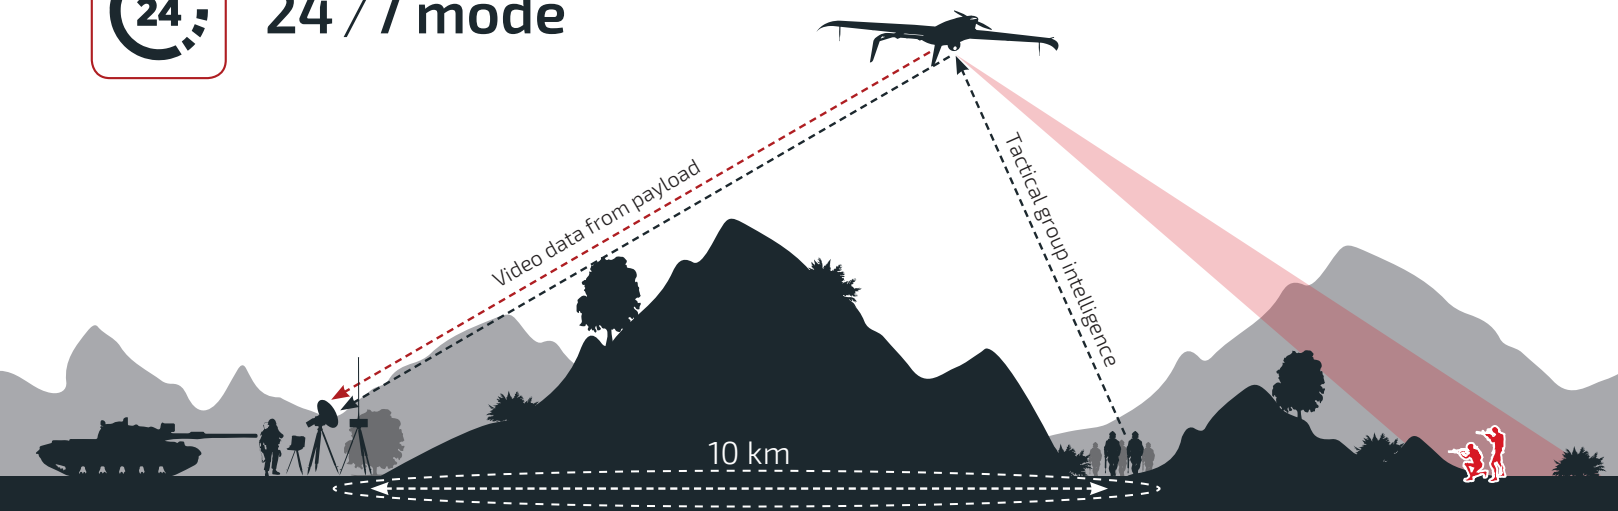 24
24/7 mode
Video data from payload
Tactical group intelligence
10 km